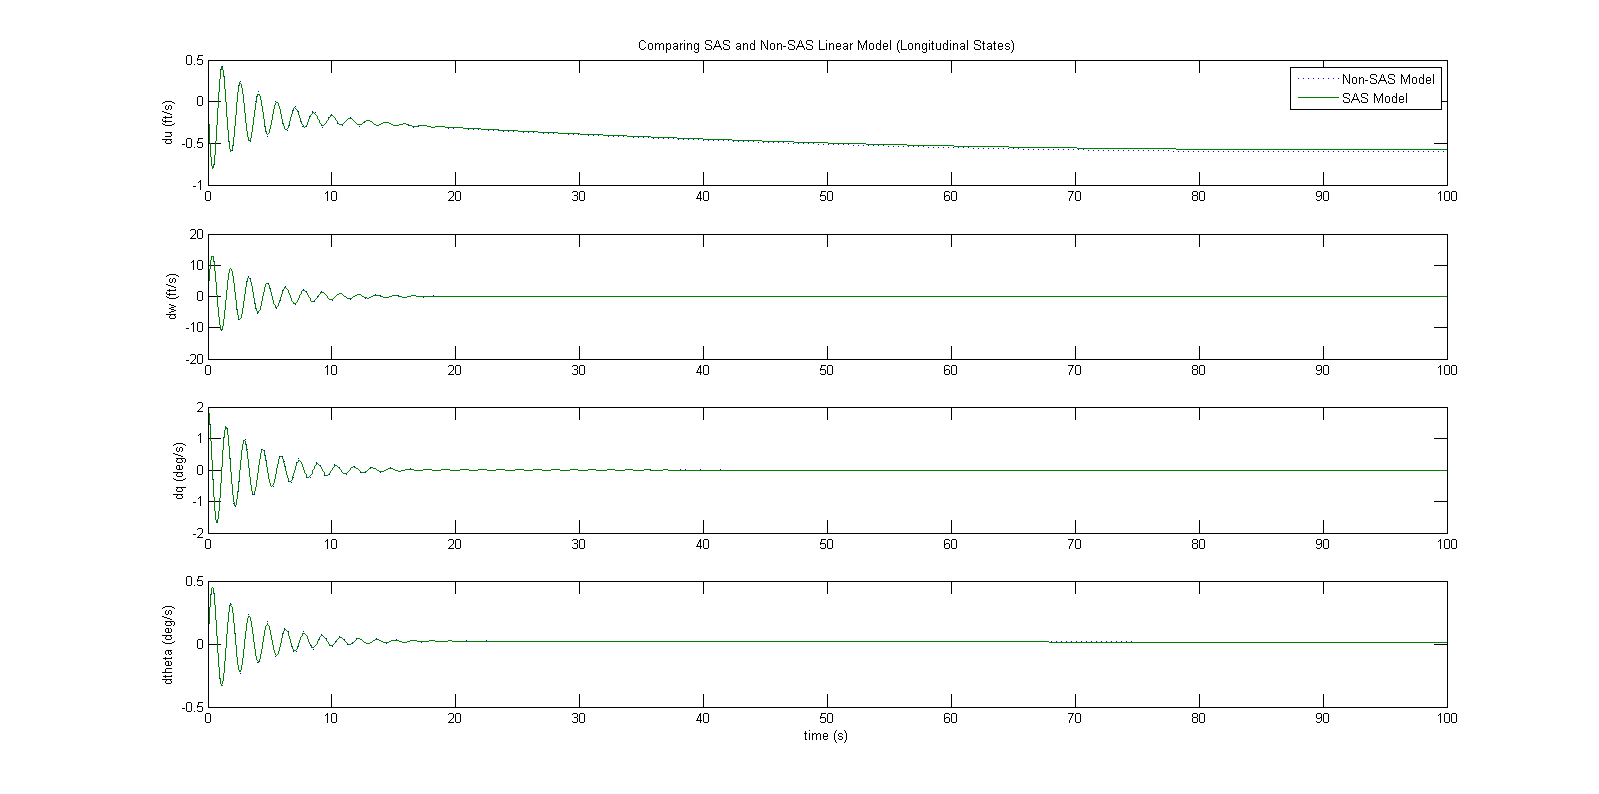 Comparing SAS and Non-SAS Linear Model (Longitudinal States)
0.5
0
-0.5
-1
du (ft/s)
Non-SAS Model
SAS Model
0 10 20 30 40 50 60 70 80 90 100
20
10
0
-10
-20
dw (ft/s)
0 10 20 30 40 50 60 70 80 90 100
2
1
0
-1
-2
dq (deg/s)
0 10 20 30 40 50 60 70 80 90 100
0.5
0
-0.5
dtheta (deg/s)
0 10 20 30 40 50 60 70 80 90 100
time (s)